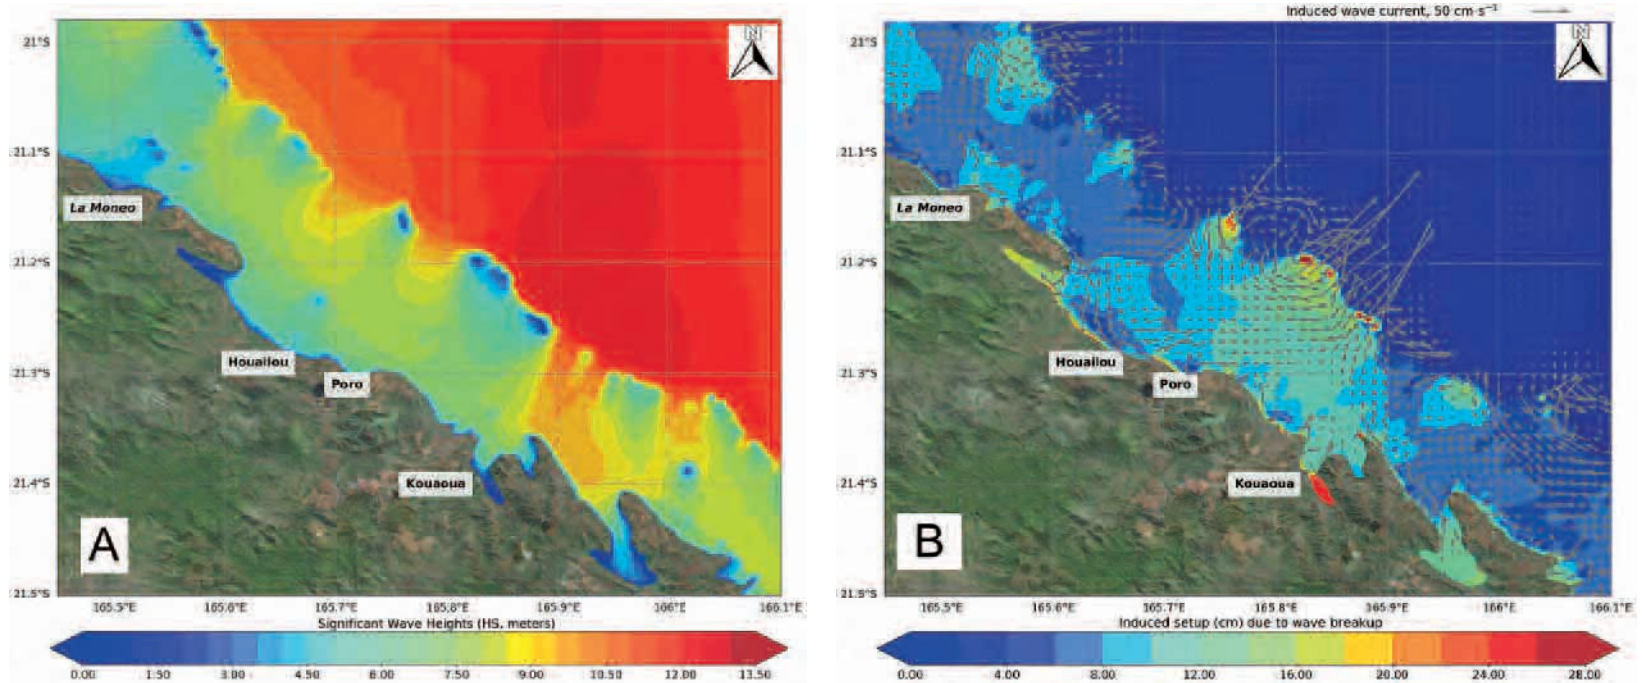 Induced wave current, 50 cm·s⁻¹
N
21°S
21.1°S
21.2°S
21.3°S
21.4°S
21.5°S
La Moneo
Houailou
Poro
Kouaoua
A
165.5°E 165.6°E 165.7°E 165.8°E 165.9°E 166°E 166.1°E
Significant Wave Heights (HS, meters)
0.00 1.50 3.00 4.50 6.00 7.50 9.00 10.50 12.00 13.50
N
21°S
21.1°S
21.2°S
21.3°S
21.4°S
21.5°S
La Moneo
Houailou
Poro
Kouaoua
B
165.5°E 165.6°E 165.7°E 165.8°E 165.9°E 166°E 166.1°E
Induced setup (cm) due to wave breakup
0.00 4.00 8.00 12.00 16.00 20.00 24.00 28.00